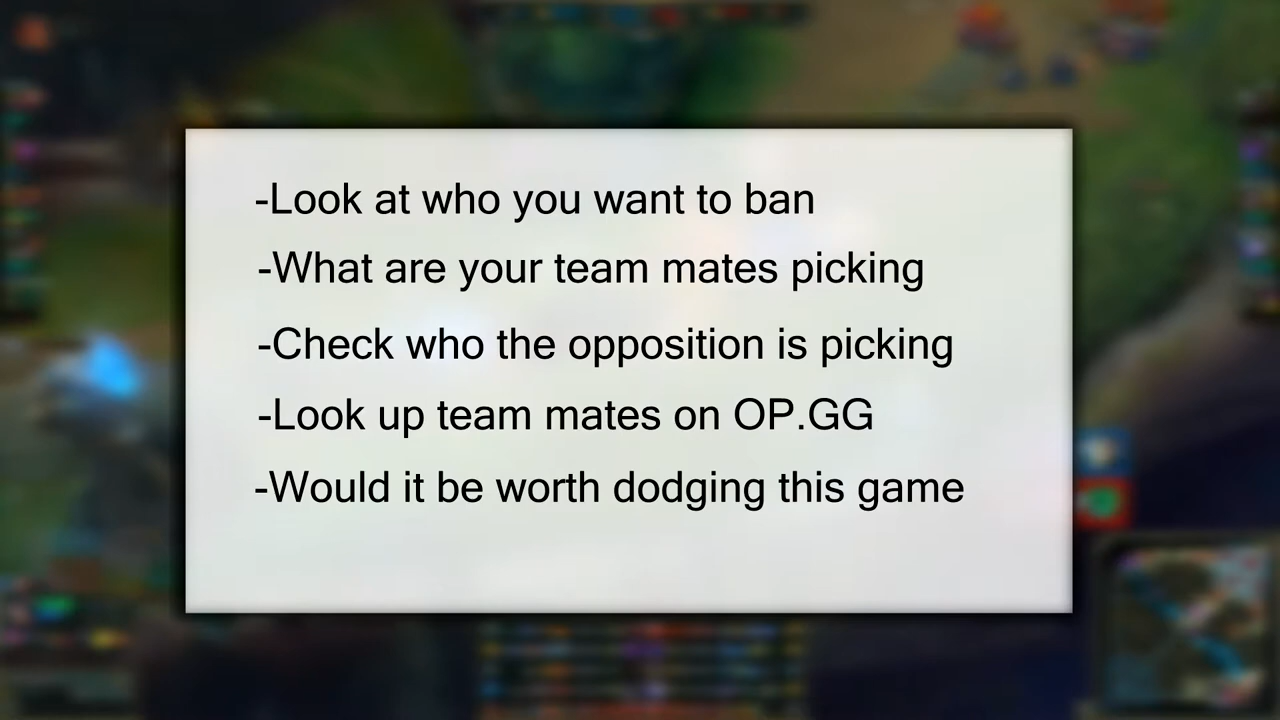 -Look at who you want to ban
-What are your team mates picking
-Check who the opposition is picking
-Look up team mates on OP.GG
-Would it be worth dodging this game